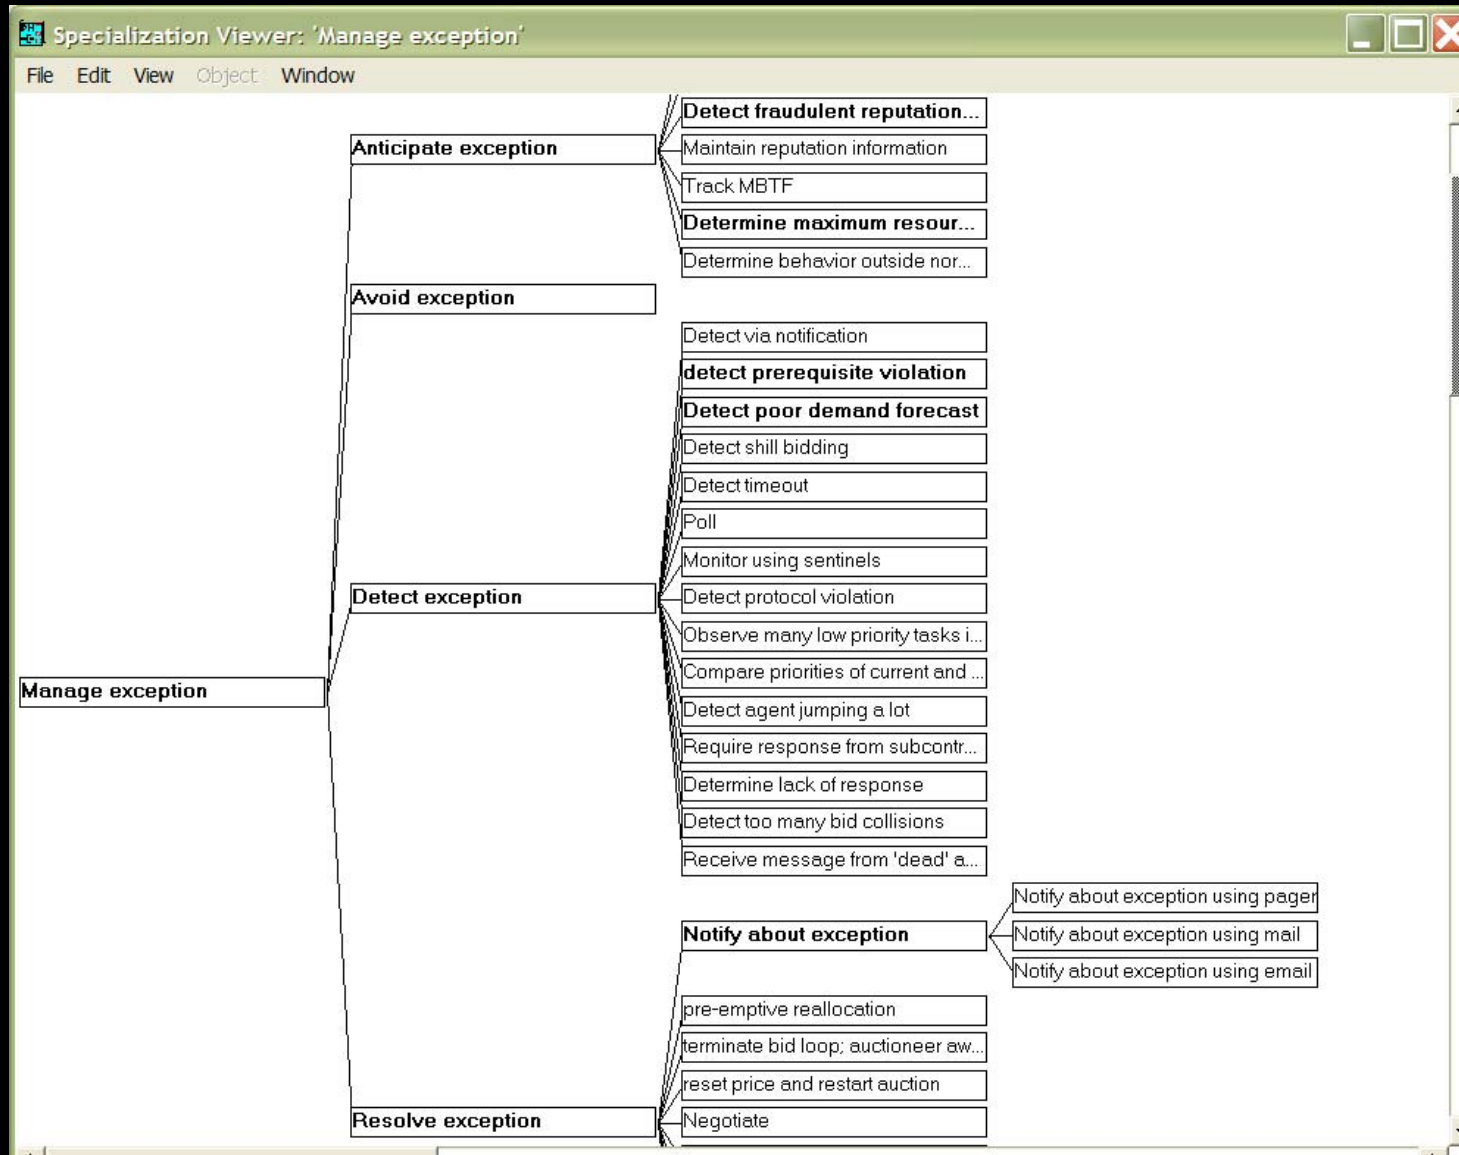 Specialization Viewer: 'Manage exception'
File Edit View Object Window
Detect fraudulent reputation...
Anticipate exception
Maintain reputation information
Track MBTF
Determine maximum resour...
Determine behavior outside nor...
Avoid exception
Detect via notification
detect prerequisite violation
Detect poor demand forecast
Detect shill bidding
Detect timeout
Poll
Monitor using sentinels
Detect exception
Detect protocol violation
Observe many low priority tasks i...
Compare priorities of current and ...
Manage exception
Detect agent jumping a lot
Require response from subcontr...
Determine lack of response
Detect too many bid collisions
Receive message from 'dead' a...
Notify about exception using pager
Notify about exception
Notify about exception using mail
Notify about exception using email
pre-emptive reallocation
terminate bid loop; auctioneer aw...
reset price and restart auction
Resolve exception
Negotiate